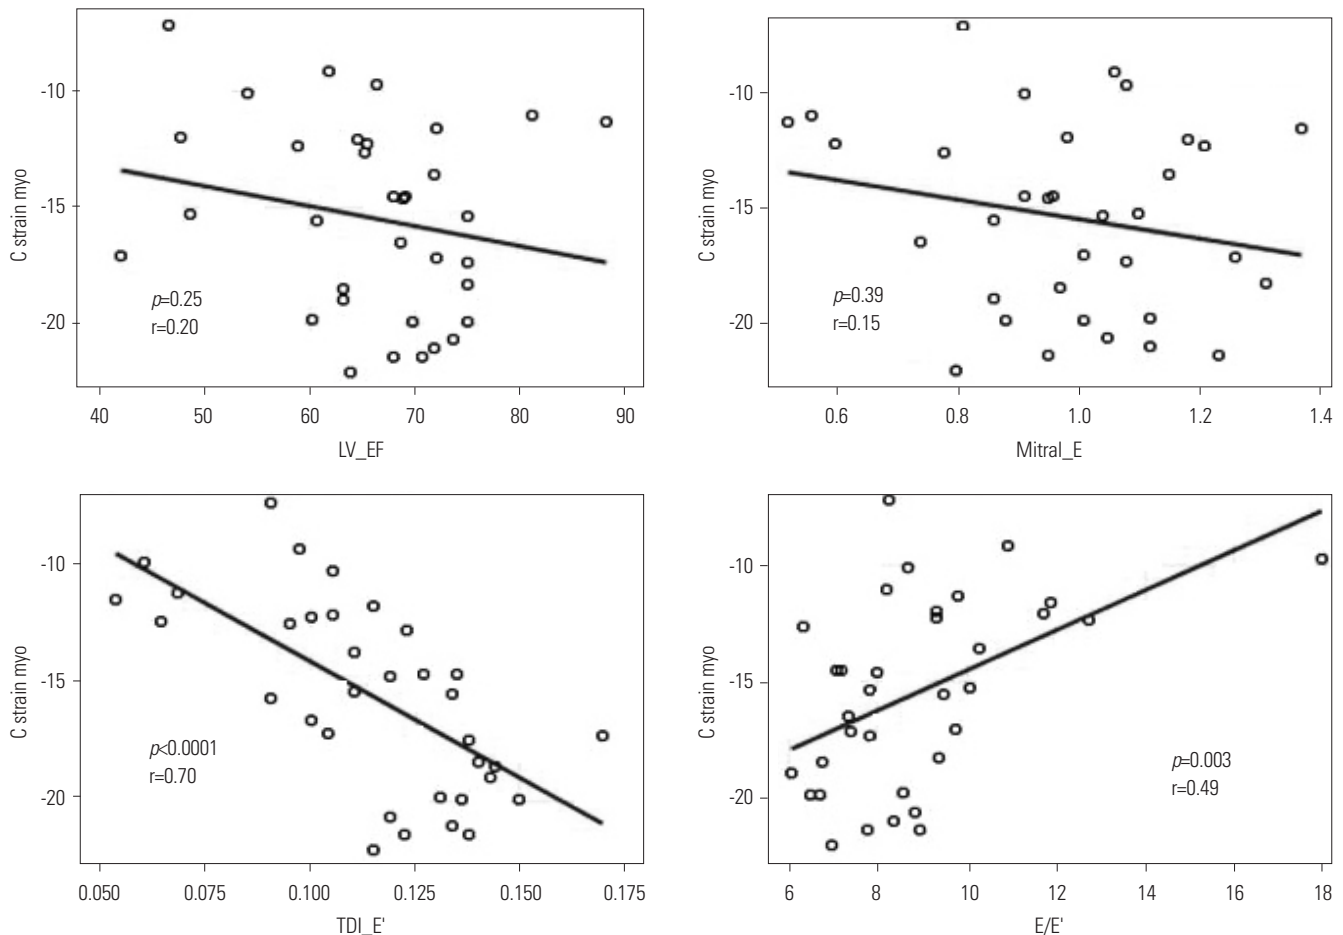 -10
-15
-20
C strain myo
p=0.25
r=0.20
40 50 60 70 80 90
LV_EF
-10
-15
-20
C strain myo
p=0.39
r=0.15
0.6 0.8 1.0 1.2 1.4
Mitral_E
-10
-15
-20
C strain myo
p<0.0001
r=0.70
0.050 0.075 0.100 0.125 0.150 0.175
TDI_E'
-10
-15
-20
C strain myo
p=0.003
r=0.49
6 8 10 12 14 16 18
E/E'